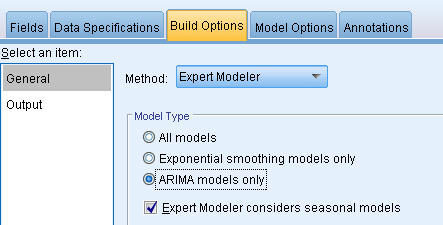 Fields Data Specifications Build Options Model Options Annotations
Select an item:
General
Output
Method: Expert Modeler
Model Type
All models
Exponential smoothing models only
ARIMA models only
Expert Modeler considers seasonal models